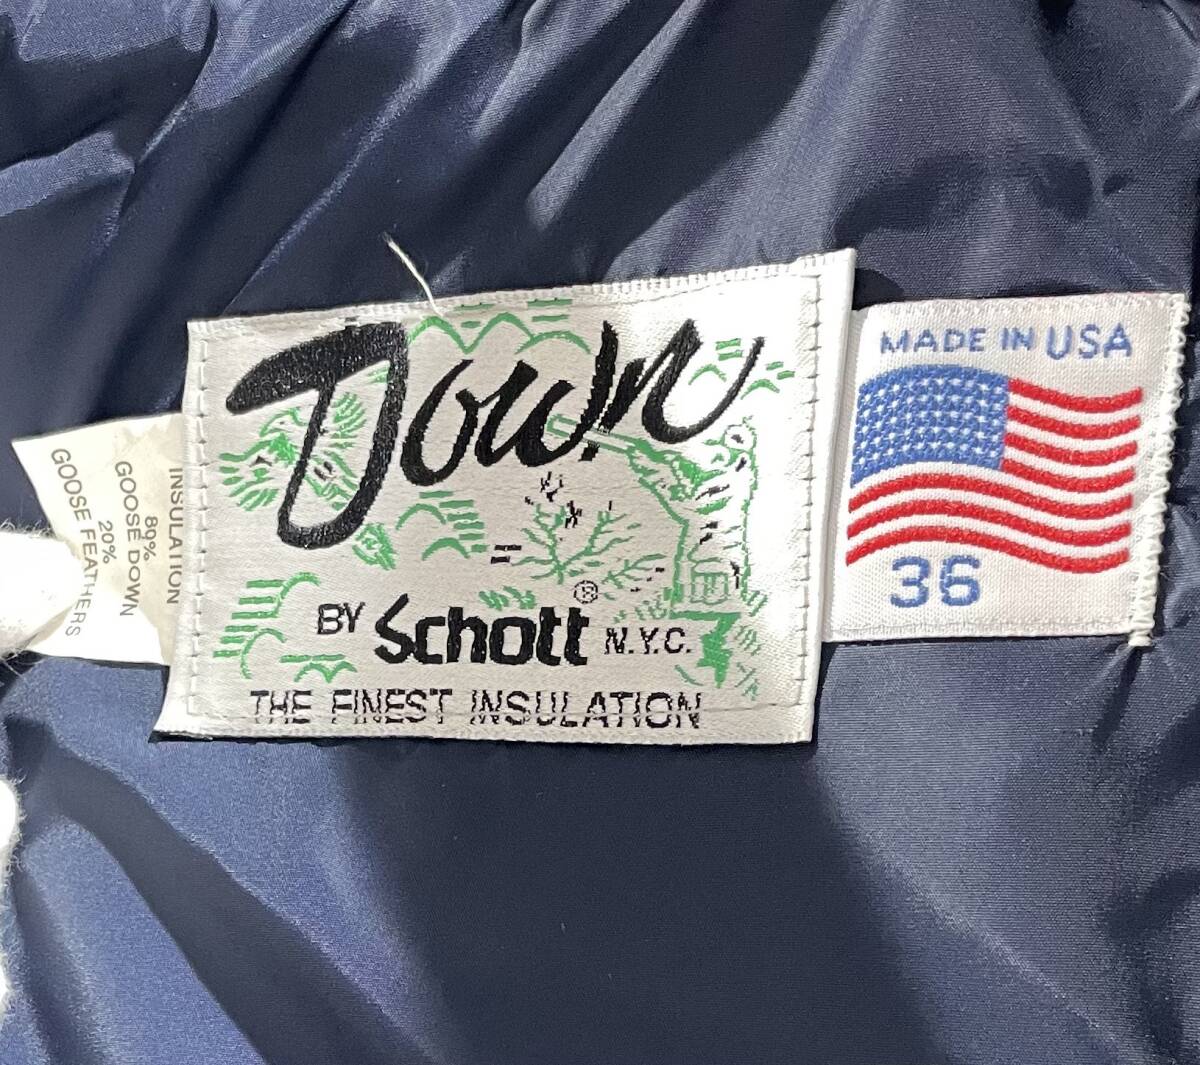 INSULATION
80%
GOOSE DOWN
20%
GOOSE FEATHERS
Down
BY Schott® N.Y.C.
THE FINEST INSULATION
MADE IN USA
36